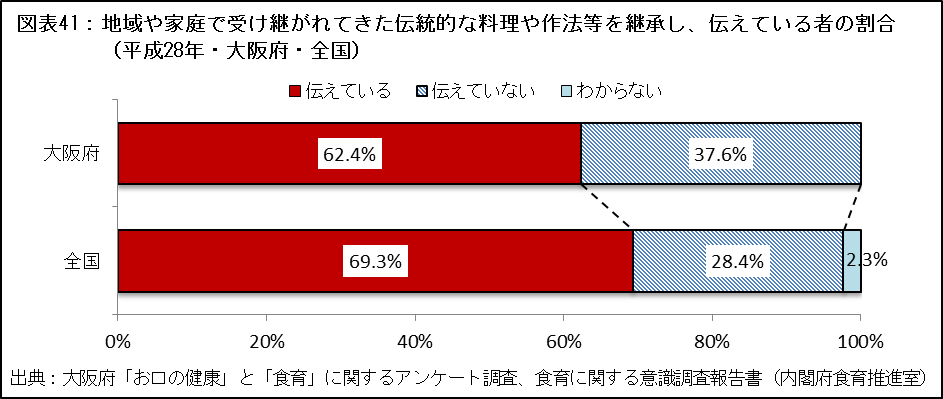 図表41：地域や家庭で受け継がれてきた伝統的な料理や作法等を継承し、伝えている者の割合
（平成28年・大阪府・全国）
伝えている 伝えていない わからない
大阪府 62.4% 37.6%
全国 69.3% 28.4% 2.3%
0% 20% 40% 60% 80% 100%
出典：大阪府「お口の健康」と「食育」に関するアンケート調査、食育に関する意識調査報告書（内閣府食育推進室）